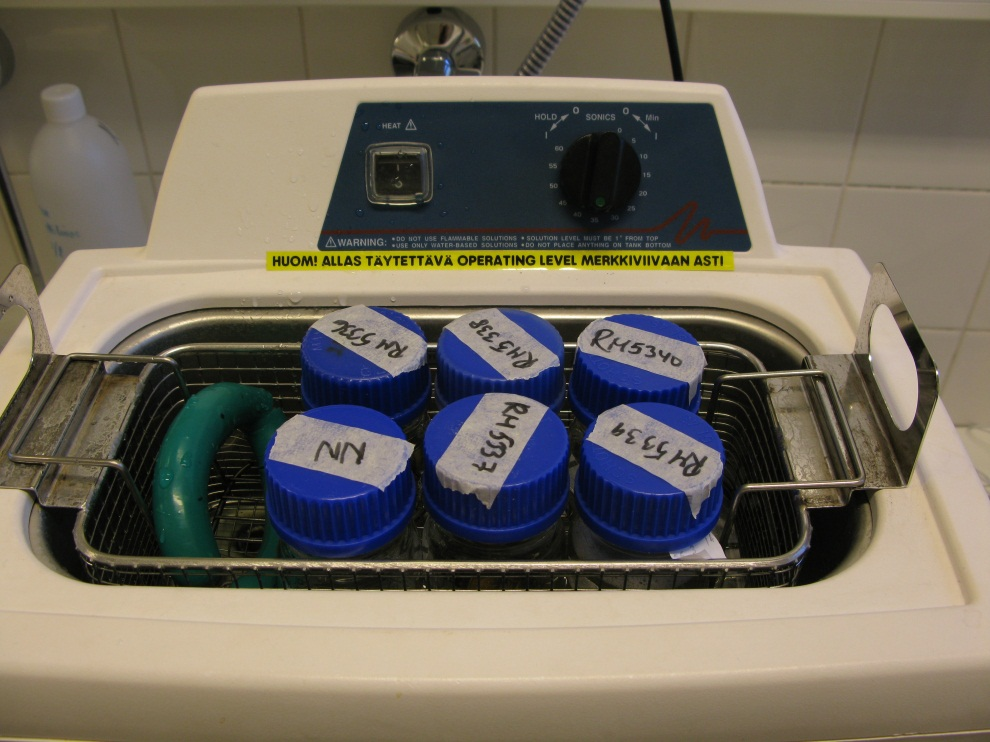 HEAT
HOLD O SONICS O Min
I I
0
5
10
15
20
25
30
35
40
45
50
55
60
WARNING: • DO NOT USE FLAMMABLE SOLUTIONS • SOLUTION LEVEL MUST BE 1" FROM TOP
• USE ONLY WATER-BASED SOLUTIONS • DO NOT PLACE ANYTHING ON TANK BOTTOM
HUOM! ALLAS TÄYTETTÄVÄ OPERATING LEVEL MERKKIVIIVAAN ASTI
RH5336
RH5338
RH5340
NN
RH5337
RH5339